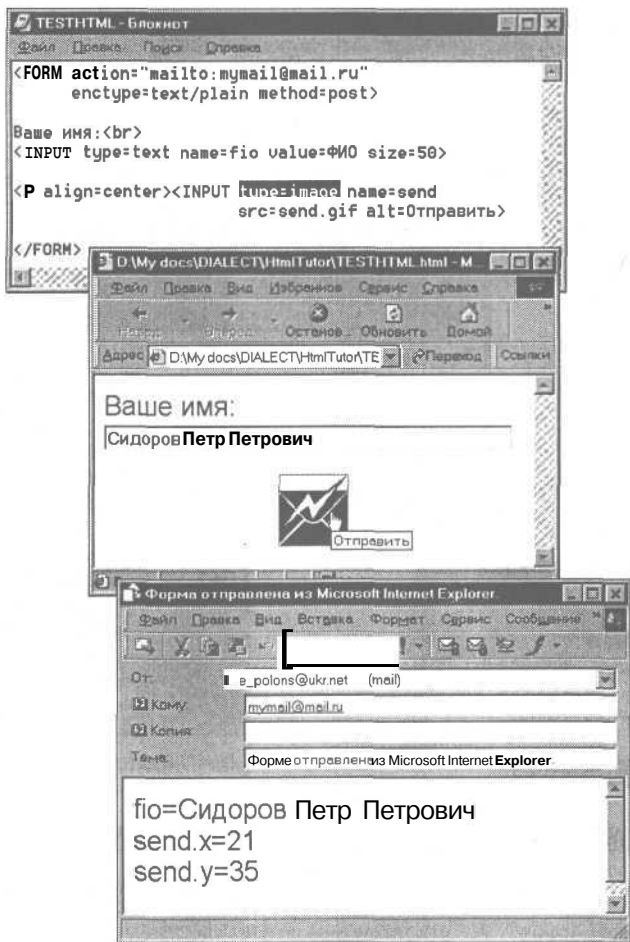 TESTHTML - Блокнот
Файл Правка Поиск Справка
<FORM action="mailto:mymail@mail.ru"
enctype=text/plain method=post>
Ваше имя:<br>
<INPUT type=text name=fio value=ФИО size=50>
<P align=center><INPUT type=image name=send
src=send.gif alt=Отправить>
</FORM>
D:\My docs\DIALECT\HtmlTutor\TESTHTML.html - M
Файл Правка Вид Избранное Сервис Справка
Останов... Обновить Домой
Адрес D:\My docs\DIALECT\HtmlTutor\TE Переход Ссылки
Ваше имя:
Сидоров Петр Петрович
Отправить
Форма отправлена из Microsoft Internet Explorer.
Файл Правка Вид Вставка Формат Сервис Сообщение
От: e_polons@ukr.net (mail)
Кому: mymail@mail.ru
Копия:
Тема: Форме отправлена из Microsoft Internet Explorer.
fio=Сидоров Петр Петрович
send.x=21
send.y=35